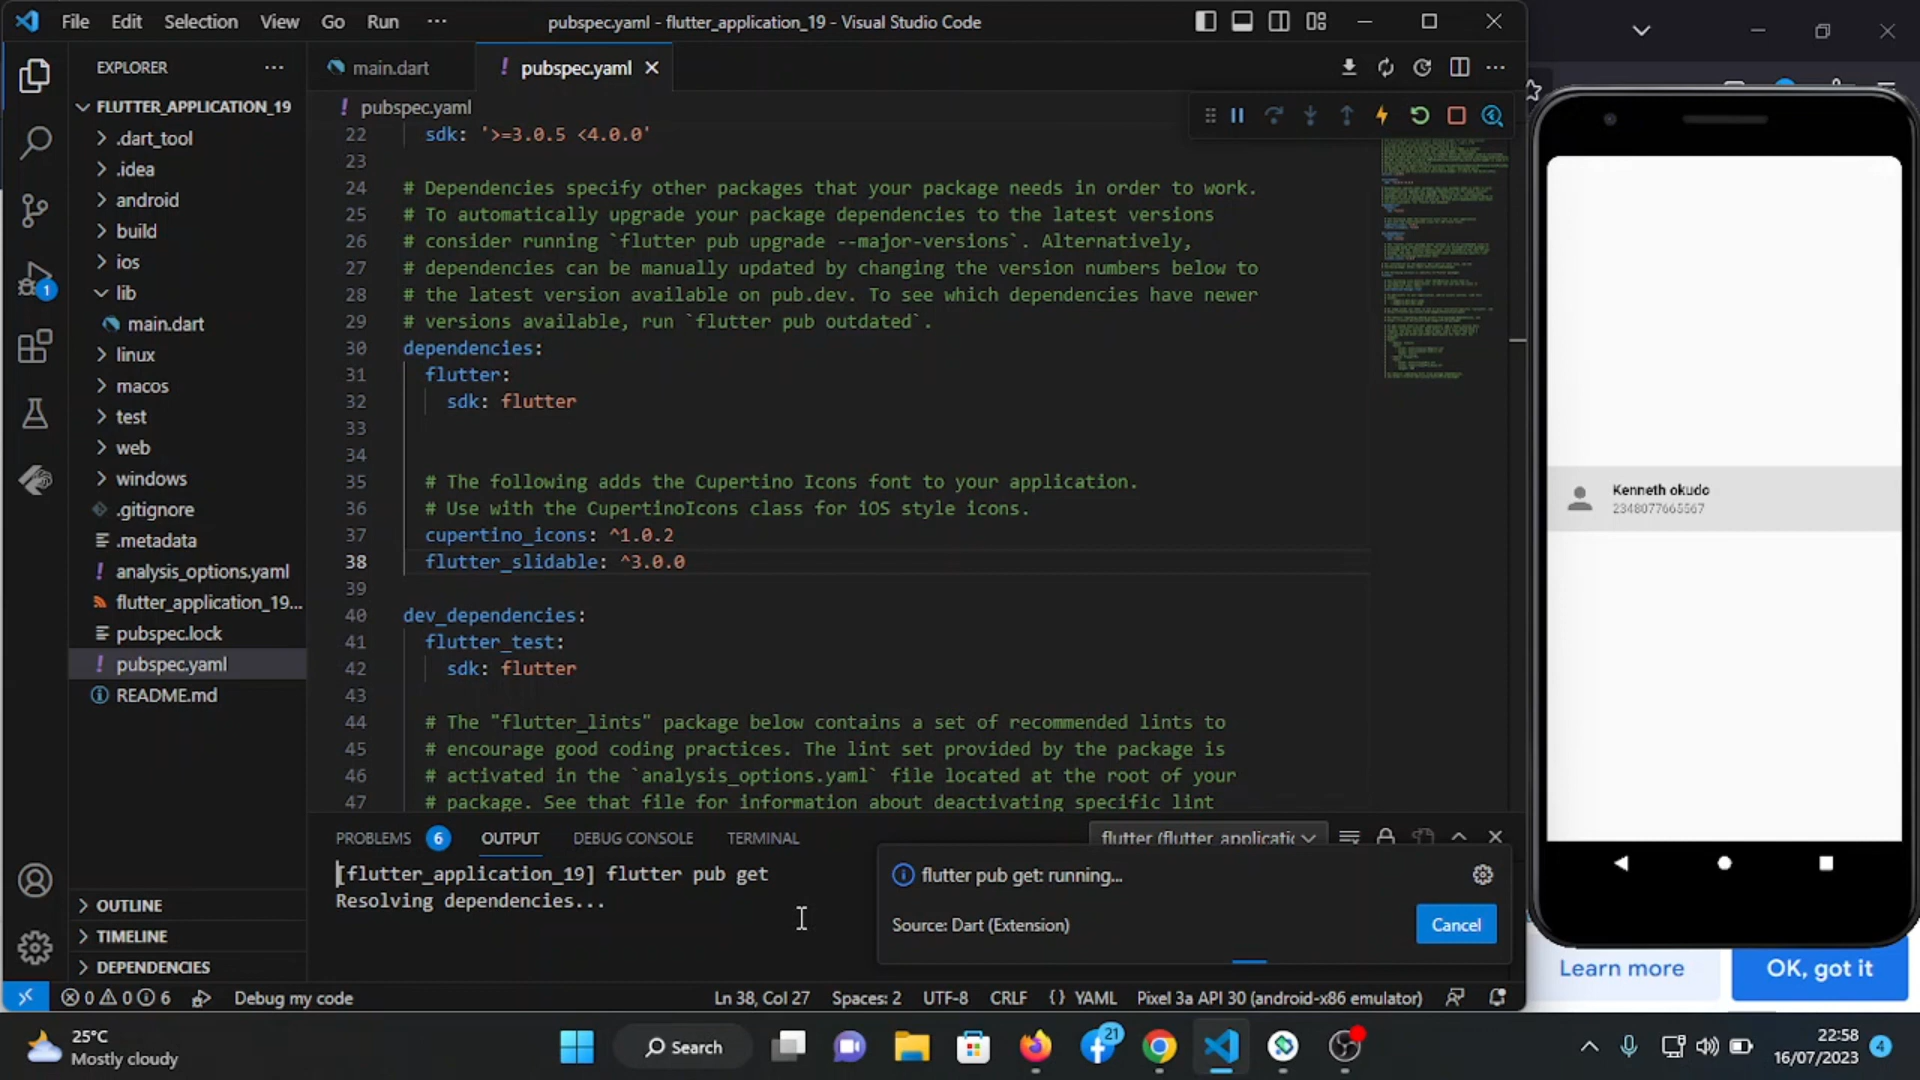 File Edit Selection View Go Run ··· pubspec.yaml - flutter_application_19 - Visual Studio Code
EXPLORER
FLUTTER_APPLICATION_19
.dart_tool
.idea
android
build
ios
lib
main.dart
linux
macos
test
web
windows
.gitignore
.metadata
analysis_options.yaml
flutter_application_19...
pubspec.lock
pubspec.yaml
README.md
OUTLINE
TIMELINE
DEPENDENCIES
1
main.dart
! pubspec.yaml
! pubspec.yaml
22 sdk: '>=3.0.5 <4.0.0'
23
24 # Dependencies specify other packages that your package needs in order to work.
25 # To automatically upgrade your package dependencies to the latest versions
26 # consider running `flutter pub upgrade --major-versions`. Alternatively,
27 # dependencies can be manually updated by changing the version numbers below to
28 # the latest version available on pub.dev. To see which dependencies have newer
29 # versions available, run `flutter pub outdated`.
30 dependencies:
31 flutter:
32 sdk: flutter
33
34
35 # The following adds the Cupertino Icons font to your application.
36 # Use with the CupertinoIcons class for iOS style icons.
37 cupertino_icons: ^1.0.2
38 flutter_slidable: ^3.0.0
39
40 dev_dependencies:
41 flutter_test:
42 sdk: flutter
43
44 # The "flutter_lints" package below contains a set of recommended lints to
45 # encourage good coding practices. The lint set provided by the package is
46 # activated in the `analysis_options.yaml` file located at the root of your
47 # package. See that file for information about deactivating specific lint
PROBLEMS 6 OUTPUT DEBUG CONSOLE TERMINAL flutter (flutter_applicatic
[flutter_application_19] flutter pub get
Resolving dependencies...
flutter pub get: running...
Source: Dart (Extension)
Cancel
0 0 6 Debug my code Ln 38, Col 27 Spaces: 2 UTF-8 CRLF {} YAML Pixel 3a API 30 (android-x86 emulator)
Kenneth okudo
2348077665567
Learn more
OK, got it
25°C
Mostly cloudy
Search
21
22:58
16/07/2023
4